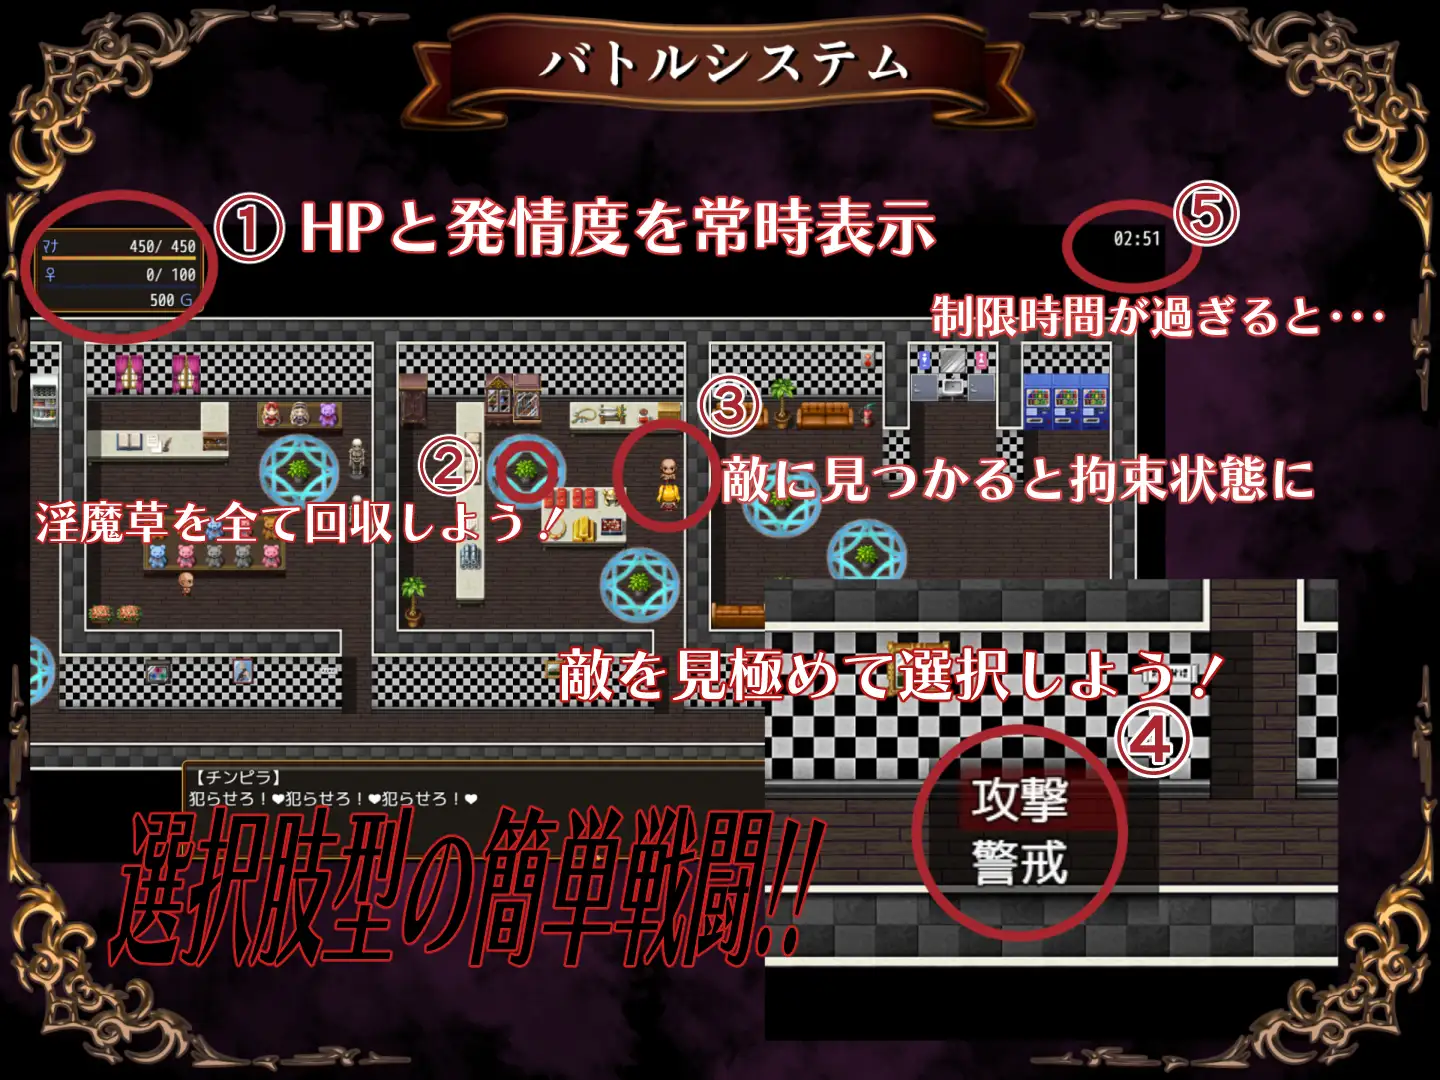 バトルシステム
① HPと発情度を常時表示
マナ 450/ 450
♀ 0/ 100
500 G
02:51
⑤
制限時間が過ぎると･･･
③
敵に見つかると拘束状態に
②
淫魔草を全て回収しよう！
敵を見極めて選択しよう！
④
攻撃
警戒
【チンピラ】
犯らせろ！❤犯らせろ！❤犯らせろ！❤
選択肢型の簡単戦闘!!